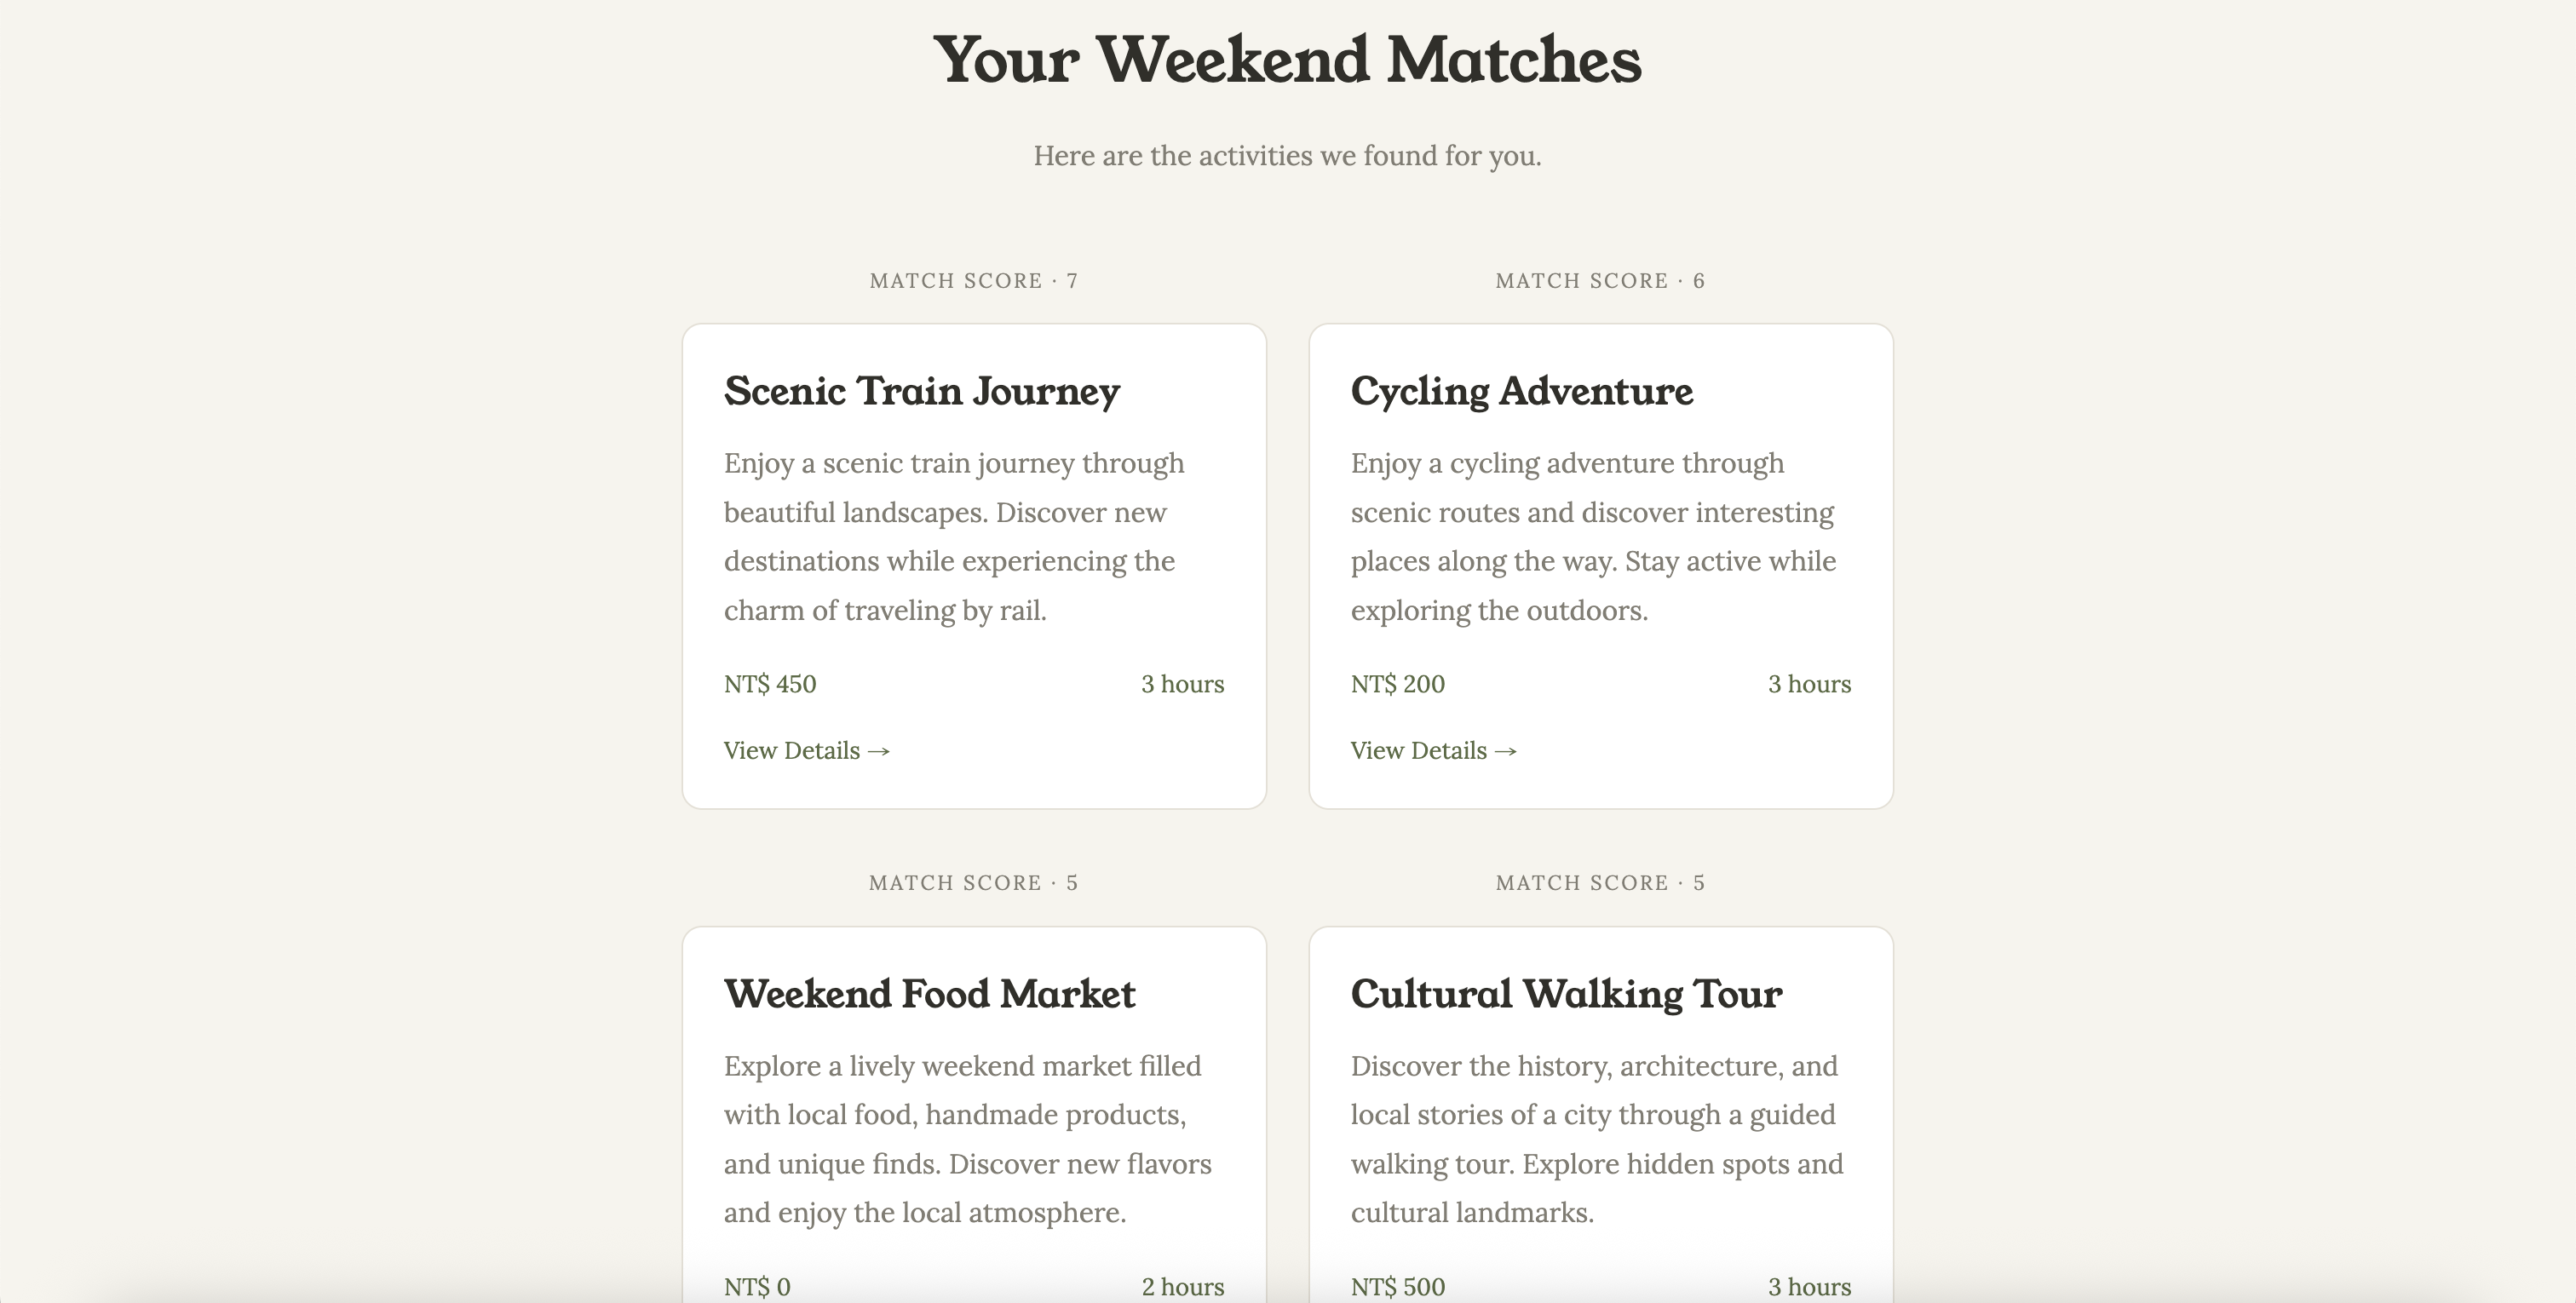 Your Weekend Matches
Here are the activities we found for you.
MATCH SCORE · 7
Scenic Train Journey
Enjoy a scenic train journey through
beautiful landscapes. Discover new
destinations while experiencing the
charm of traveling by rail.
NT$ 450
3 hours
View Details →
MATCH SCORE · 6
Cycling Adventure
Enjoy a cycling adventure through
scenic routes and discover interesting
places along the way. Stay active while
exploring the outdoors.
NT$ 200
3 hours
View Details →
MATCH SCORE · 5
Weekend Food Market
Explore a lively weekend market filled
with local food, handmade products,
and unique finds. Discover new flavors
and enjoy the local atmosphere.
NT$ 0
2 hours
MATCH SCORE · 5
Cultural Walking Tour
Discover the history, architecture, and
local stories of a city through a guided
walking tour. Explore hidden spots and
cultural landmarks.
NT$ 500
3 hours